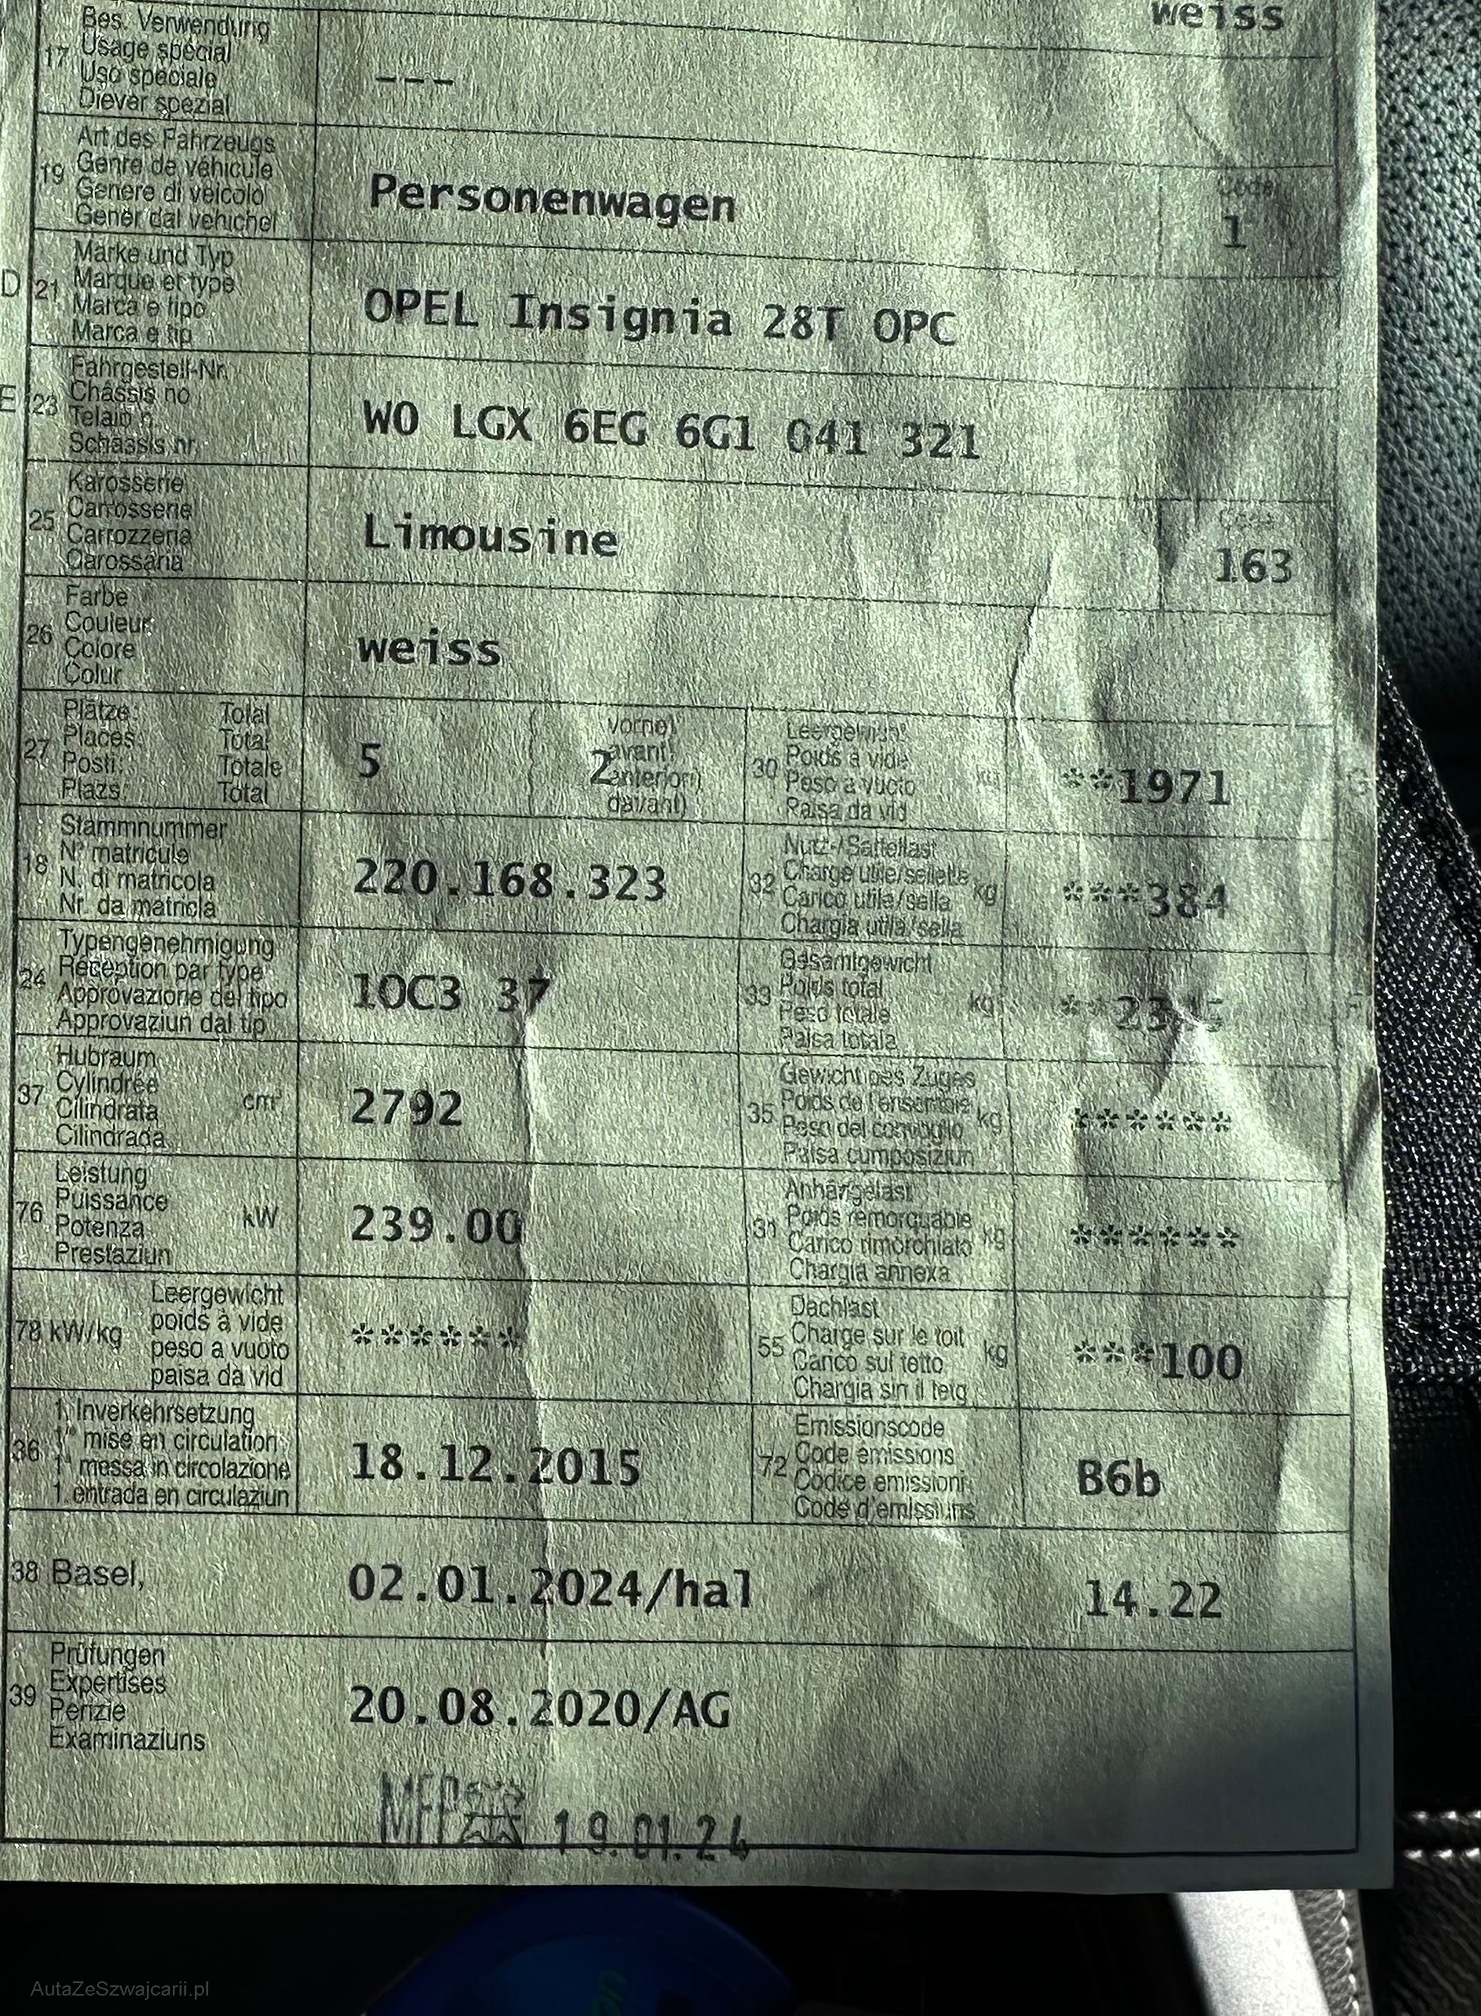 weiss
17 Bes. Verwendung
Usage spécial
Uso speciale
Diever spezial
---
19 Art des Fahrzeugs
Genre de véhicule
Genere di veicolo
Gener dal vehichel
Personenwagen
Code
1
D 21 Marke und Typ
Marque et type
Marca e tipo
Marca e tip
OPEL Insignia 28T OPC
E 23 Fahrgestell-Nr.
Châssis no
Telaio n.
Schassis nr.
W0 LGX 6EG 6G1 041 321
25 Karosserie
Carrosserie
Carrozzeria
Carossaria
Limousine
Code
163
26 Farbe
Couleur
Colore
Colur
weiss
27 Plätze: Total
Places: Total
Posti: Totale
Plazs: Total
5
2
vorne)
avant)
anteriori)
davant)
30 Leergewicht
Poids à vide
Peso a vuoto
Paisa da vid
kg
**1971
G
18 Stammnummer
N° matricule
N. di matricola
Nr. da matricla
220.168.323
32 Nutz-/Sattellast
Charge utile/sellette
Carico utile/sella
Chargia utila/sella
kg
***384
24 Typengenehmigung
Réception par type
Approvazione del tipo
Approvaziun dal tip
1OC3 37
33 Gesamtgewicht
Poids total
Peso totale
Paisa totala
kg
F
37 Hubraum
Cylindrée
Cilindrata
Cilindrada
cm³
2792
35 Gewicht des Zuges
Poids de l'ensemble
Peso del convoglio
Paisa cumposiziun
kg
******
76 Leistung
Puissance
Potenza
Prestaziun
kW
239.00
31 Anhängelast
Poids remorquable
Carico rimorchiato
Chargia annexa
kg
******
78 kW/kg
Leergewicht
poids à vide
peso a vuoto
paisa da vid
******
55 Dachlast
Charge sur le toit
Carico sul tetto
Chargia sin il tetg
kg
***100
36 1. Inverkehrsetzung
1re mise en circulation
1a messa in circolazione
1. entrada en circulaziun
18.12.2015
72 Emissionscode
Code émissions
Codice emissioni
Code d'emissiuns
B6b
38 Basel,
02.01.2024/hal
14.22
39 Prüfungen
Expertises
Perizie
Examinaziuns
20.08.2020/AG
MFP 19.01.24
AutaZeSzwajcarii.pl